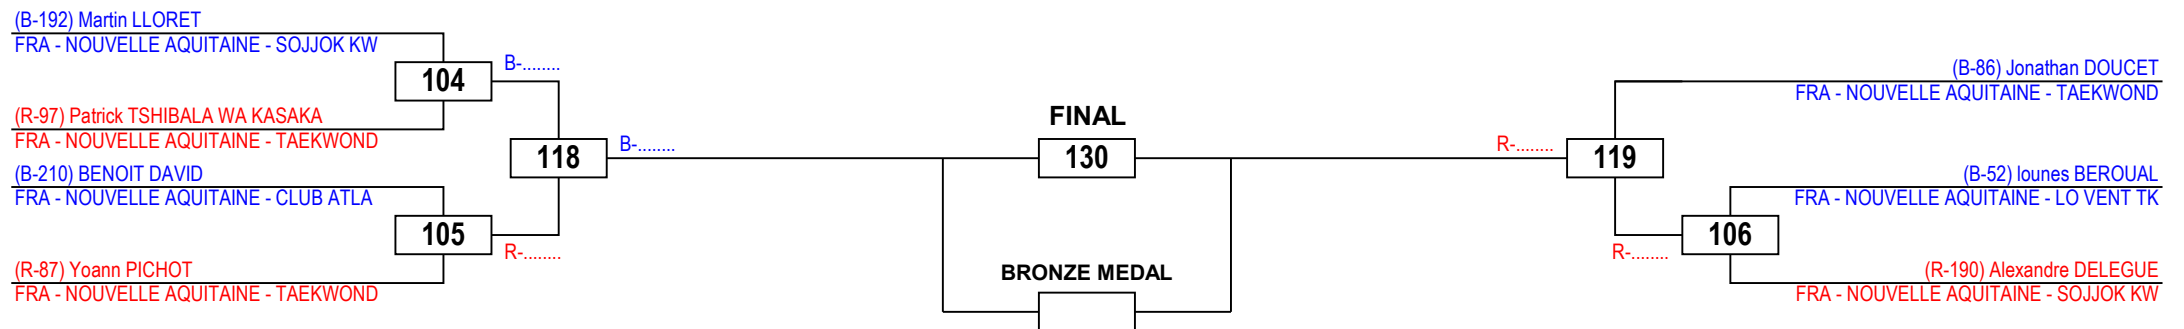 (B-192) Martin LLORET
FRA - NOUVELLE AQUITAINE - SOJJOK KW
104
B-........
(R-97) Patrick TSHIBALA WA KASAKA
FRA - NOUVELLE AQUITAINE - TAEKWOND
118
B-........
(B-210) BENOIT DAVID
FRA - NOUVELLE AQUITAINE - CLUB ATLA
105
R-........
(R-87) Yoann PICHOT
FRA - NOUVELLE AQUITAINE - TAEKWOND
FINAL
130
BRONZE MEDAL
(B-86) Jonathan DOUCET
FRA - NOUVELLE AQUITAINE - TAEKWOND
R-........
119
(B-52) Iounes BEROUAL
FRA - NOUVELLE AQUITAINE - LO VENT TK
R-........
106
(R-190) Alexandre DELEGUE
FRA - NOUVELLE AQUITAINE - SOJJOK KW